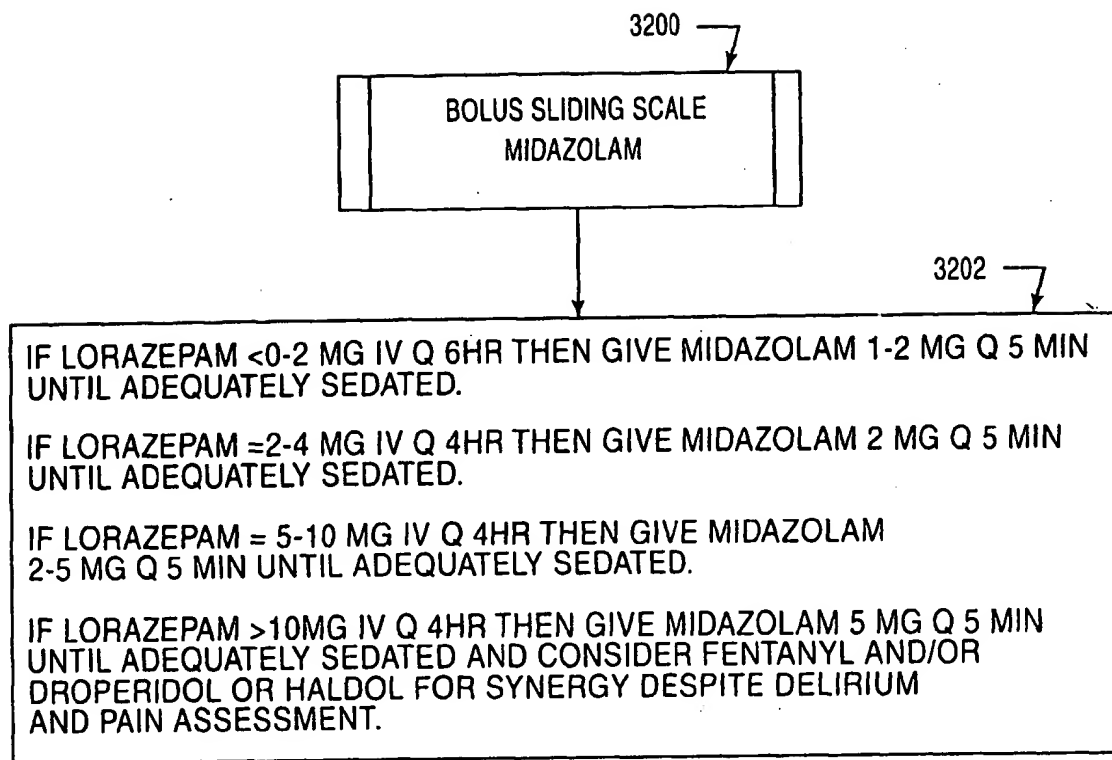 3200
BOLUS SLIDING SCALE
MIDAZOLAM
3202
IF LORAZEPAM <0-2 MG IV Q 6HR THEN GIVE MIDAZOLAM 1-2 MG Q 5 MIN
UNTIL ADEQUATELY SEDATED.
IF LORAZEPAM =2-4 MG IV Q 4HR THEN GIVE MIDAZOLAM 2 MG Q 5 MIN
UNTIL ADEQUATELY SEDATED.
IF LORAZEPAM = 5-10 MG IV Q 4HR THEN GIVE MIDAZOLAM
2-5 MG Q 5 MIN UNTIL ADEQUATELY SEDATED.
IF LORAZEPAM >10MG IV Q 4HR THEN GIVE MIDAZOLAM 5 MG Q 5 MIN
UNTIL ADEQUATELY SEDATED AND CONSIDER FENTANYL AND/OR
DROPERIDOL OR HALDOL FOR SYNERGY DESPITE DELIRIUM
AND PAIN ASSESSMENT.